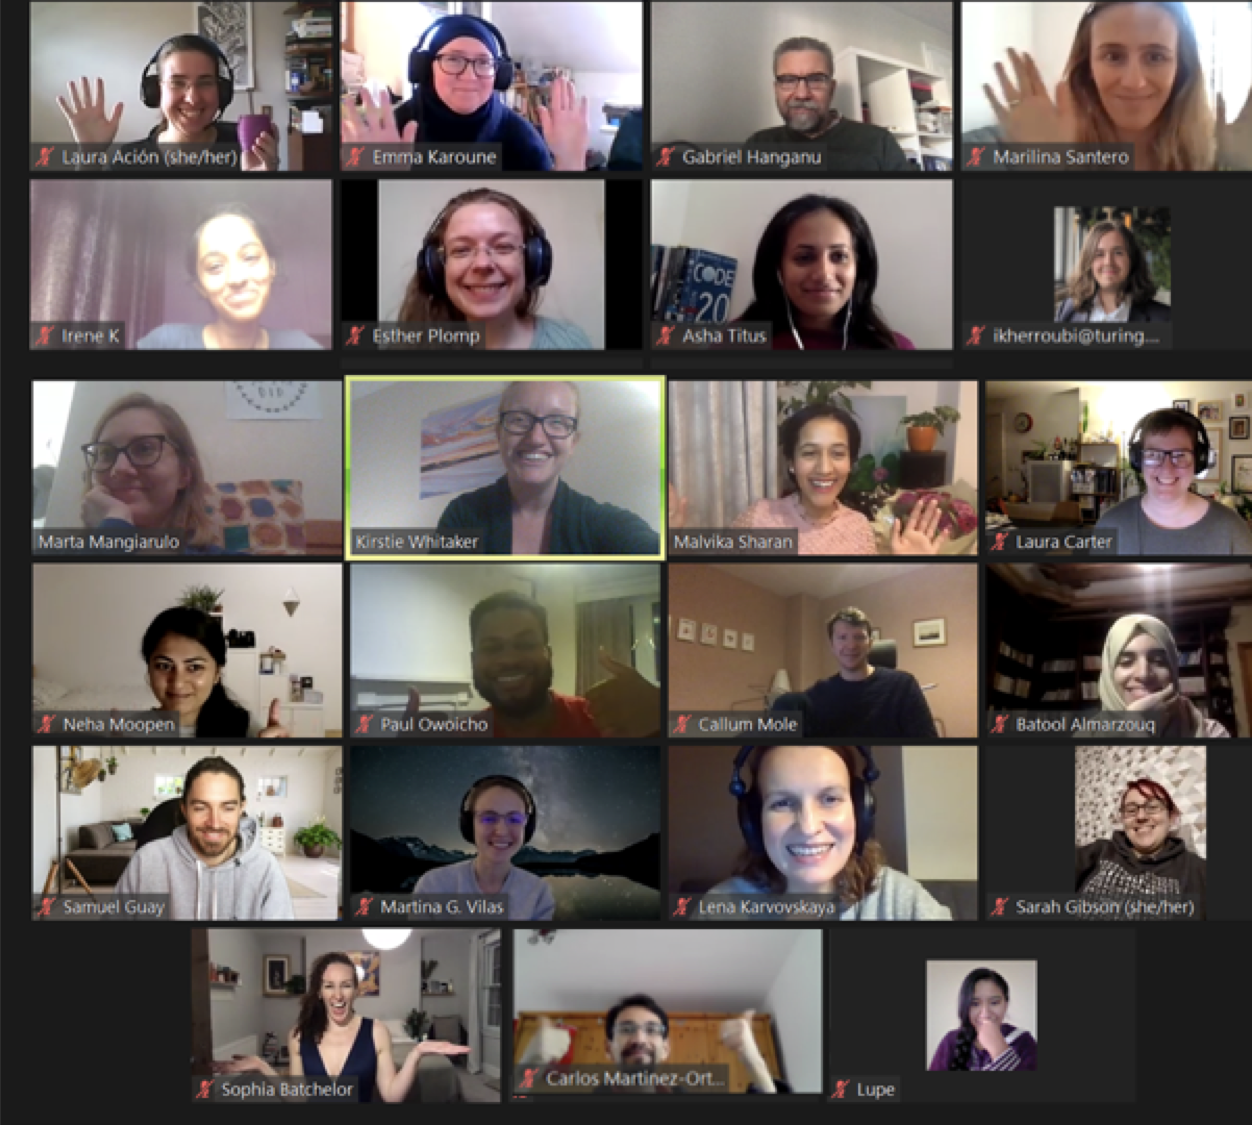 Laura Ación (she/her)
Emma Karoune
Gabriel Hanganu
Marilina Santero
CODE
20
Irene K
Esther Plomp
Asha Titus
ikherroubi@turing...
DID
Marta Mangiarulo
Kirstie Whitaker
Malvika Sharan
Laura Carter
Neha Moopen
Paul Owoicho
Callum Mole
Batool Almarzouq
Samuel Guay
Martina G. Vilas
Lena Karvovskaya
Sarah Gibson (she/her)
Sophia Batchelor
Carlos Martinez-Ort...
Lupe